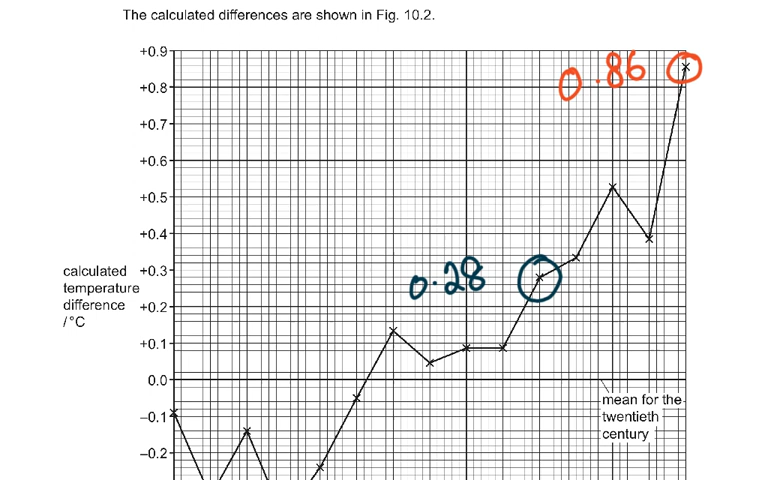 The calculated differences are shown in Fig. 10.2.
+0.9
0.86
+0.8
+0.7
+0.6
+0.5
+0.4
+0.3
0.28
calculated
temperature
difference
/°C
+0.2
+0.1
0.0
mean for the
twentieth
century
–0.1
–0.2